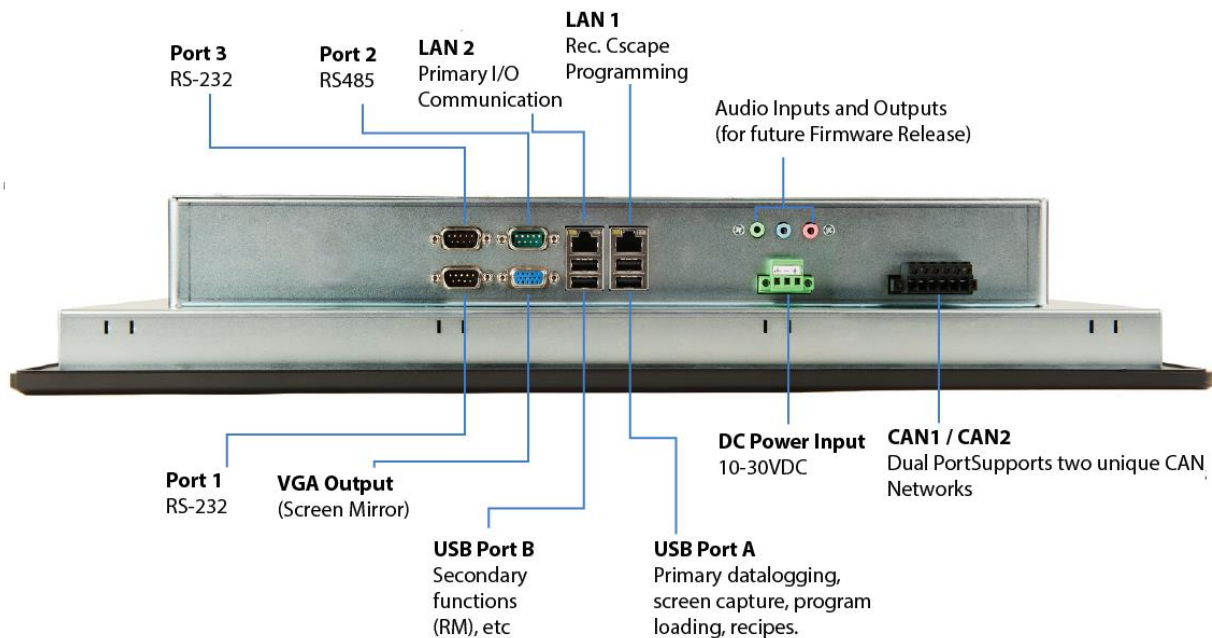 Port 3
RS-232
Port 2
RS485
LAN 2
Primary I/O
Communication
LAN 1
Rec. Cscape
Programming
Audio Inputs and Outputs
(for future Firmware Release)
Port 1
RS-232
VGA Output
(Screen Mirror)
USB Port B
Secondary
functions
(RM), etc
USB Port A
Primary datalogging,
screen capture, program
loading, recipes.
DC Power Input
10-30VDC
CAN1 / CAN2
Dual PortSupports two unique CAN
Networks